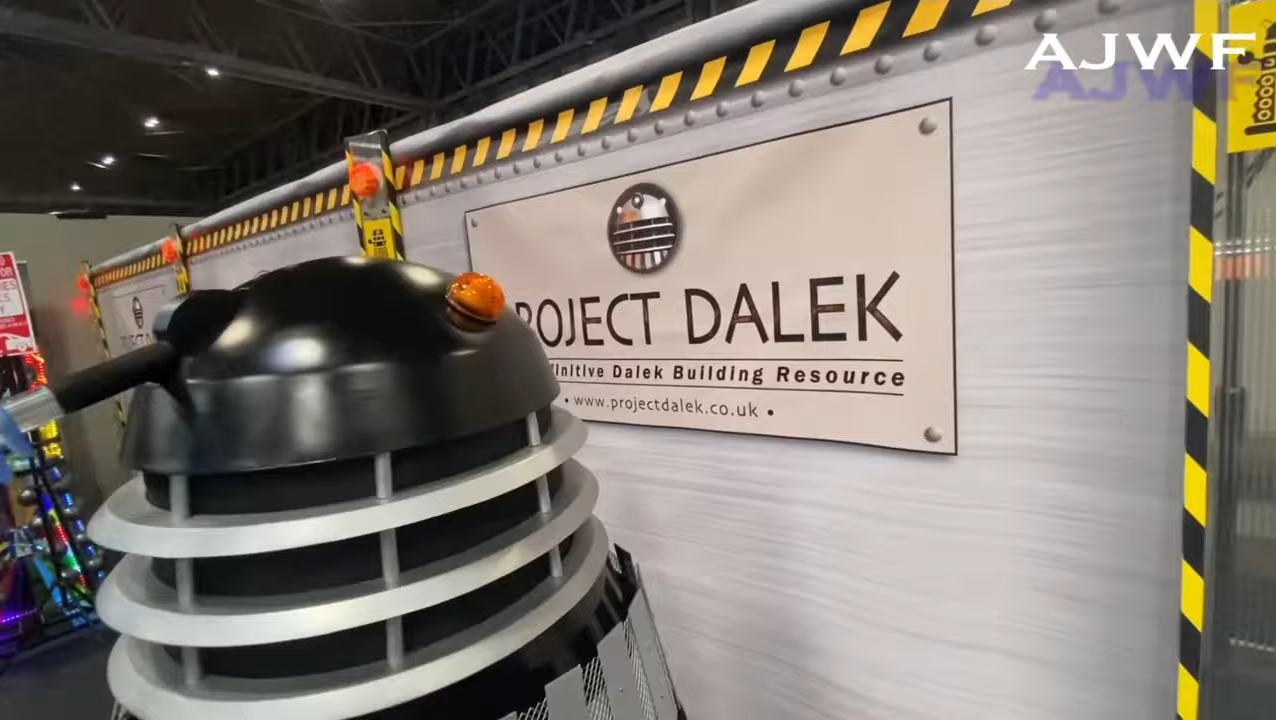 AJWF
PROJECT DALEK
initive Dalek Building Resource
• www.projectdalek.co.uk •